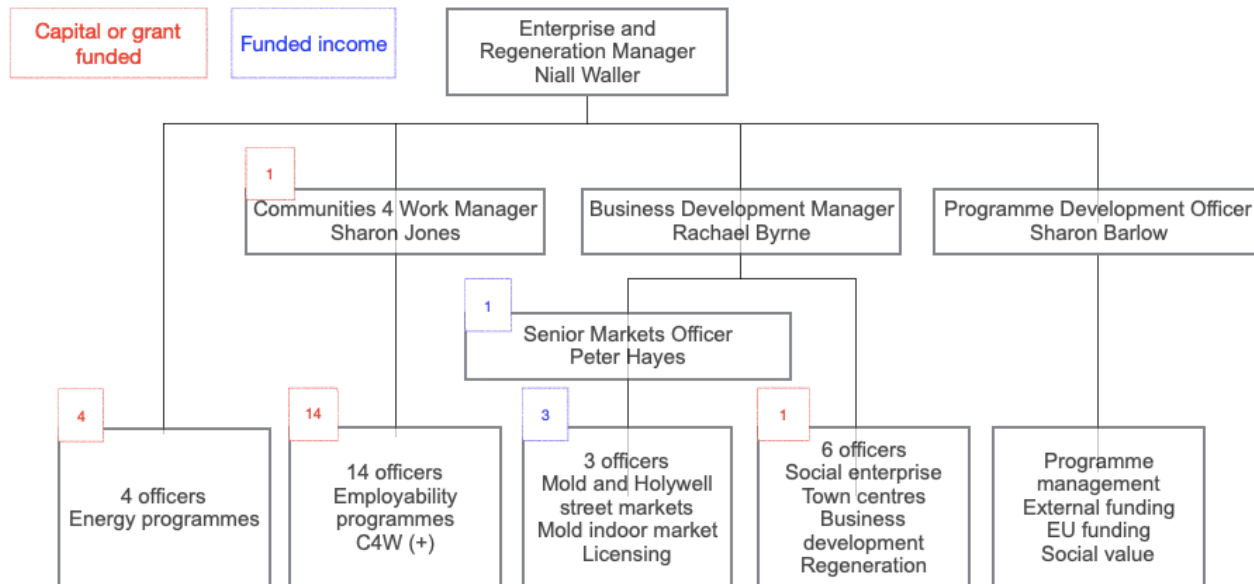 Capital or grant
funded
Funded income
Enterprise and
Regeneration Manager
Niall Waller
1
Communities 4 Work Manager
Sharon Jones
Business Development Manager
Rachael Byrne
Programme Development Officer
Sharon Barlow
1
Senior Markets Officer
Peter Hayes
4
4 officers
Energy programmes
14
14 officers
Employability
programmes
C4W (+)
3
3 officers
Mold and Holywell
street markets
Mold indoor market
Licensing
1
6 officers
Social enterprise
Town centres
Business
development
Regeneration
Programme
management
External funding
EU funding
Social value